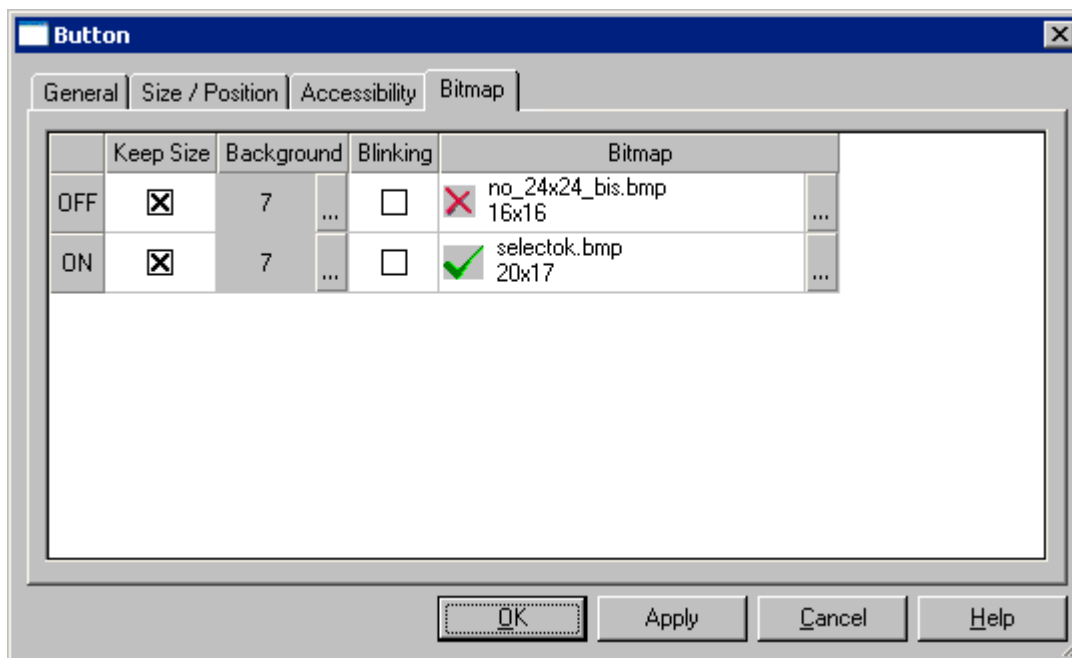 Button
General Size / Position Accessibility Bitmap
Keep Size Background Blinking Bitmap
OFF 7 ... no_24x24_bis.bmp ...
16x16
ON 7 ... selectok.bmp ...
20x17
OK Apply Cancel Help